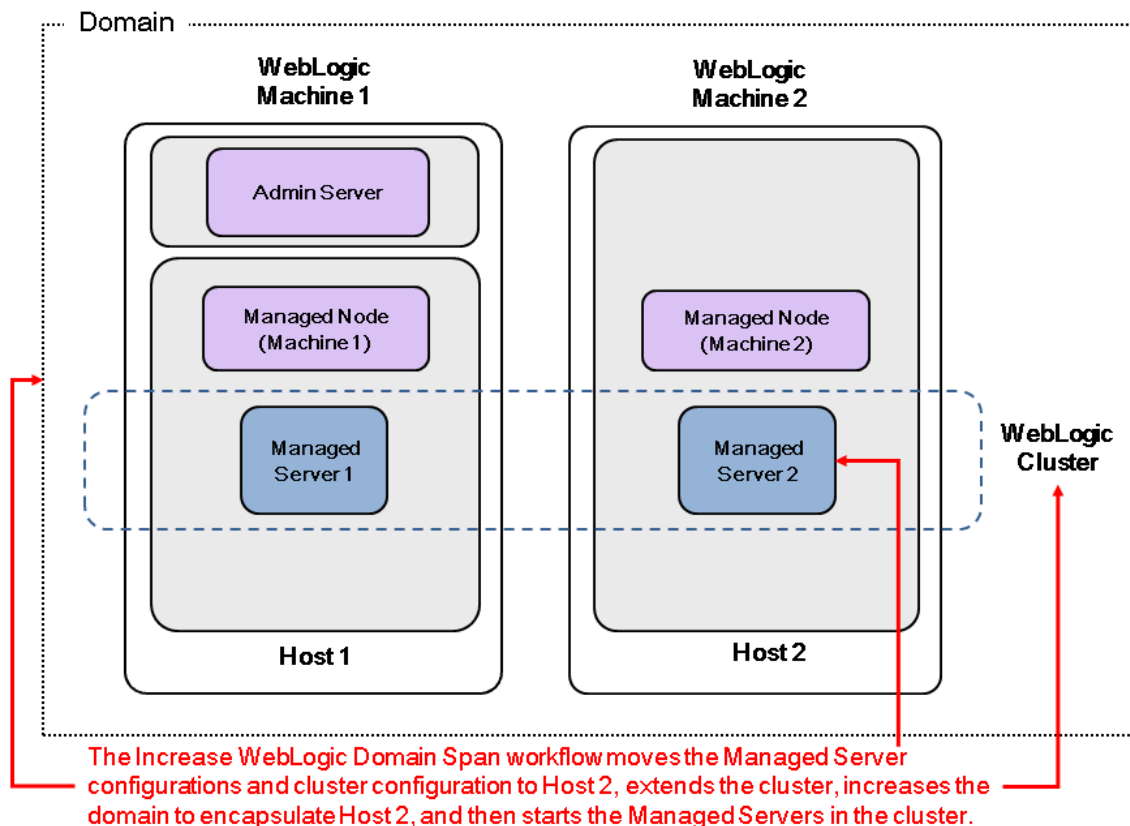 Domain
WebLogic
Machine 1
WebLogic
Machine 2
Admin Server
Managed Node
(Machine 1)
Managed Node
(Machine 2)
Managed
Server 1
Managed
Server 2
WebLogic
Cluster
Host 1
Host 2
The Increase WebLogic Domain Span workflow moves the Managed Server
configurations and cluster configuration to Host 2, extends the cluster, increases the
domain to encapsulate Host 2, and then starts the Managed Servers in the cluster.